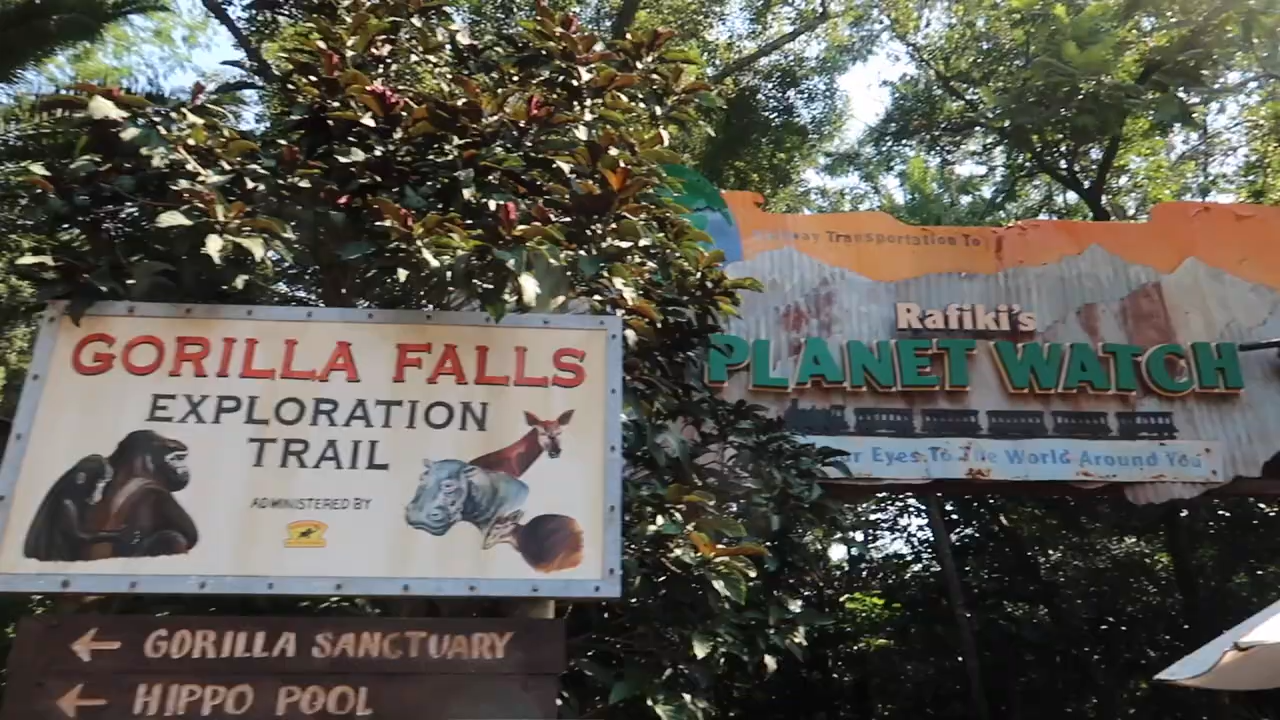 GORILLA FALLS
EXPLORATION
TRAIL
ADMINISTERED BY
← GORILLA SANCTUARY
← HIPPO POOL
Transportation To
Rafiki's
PLANET WATCH
Eyes To The World Around You